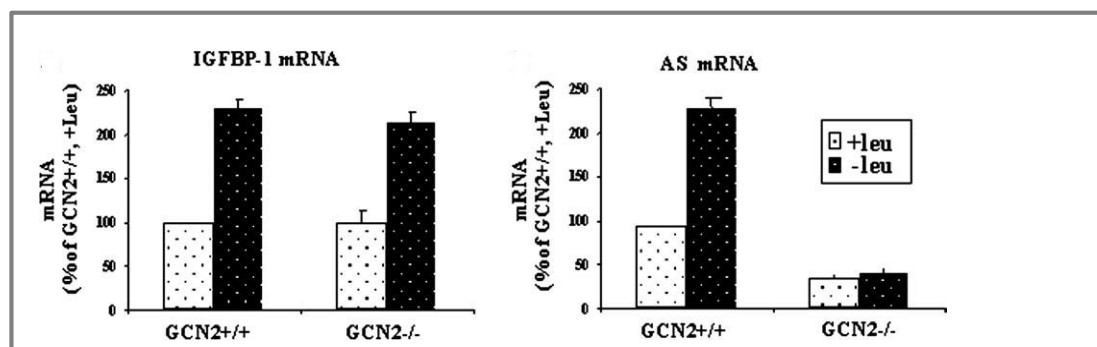 IGFBP-1 mRNA
mRNA
(%of GCN2+/+, +Leu)
250
200
150
100
50
0
GCN2+/+ GCN2-/-
AS mRNA
mRNA
(%of GCN2+/+, +Leu)
250
200
150
100
50
0
GCN2+/+ GCN2-/-
+leu
-leu